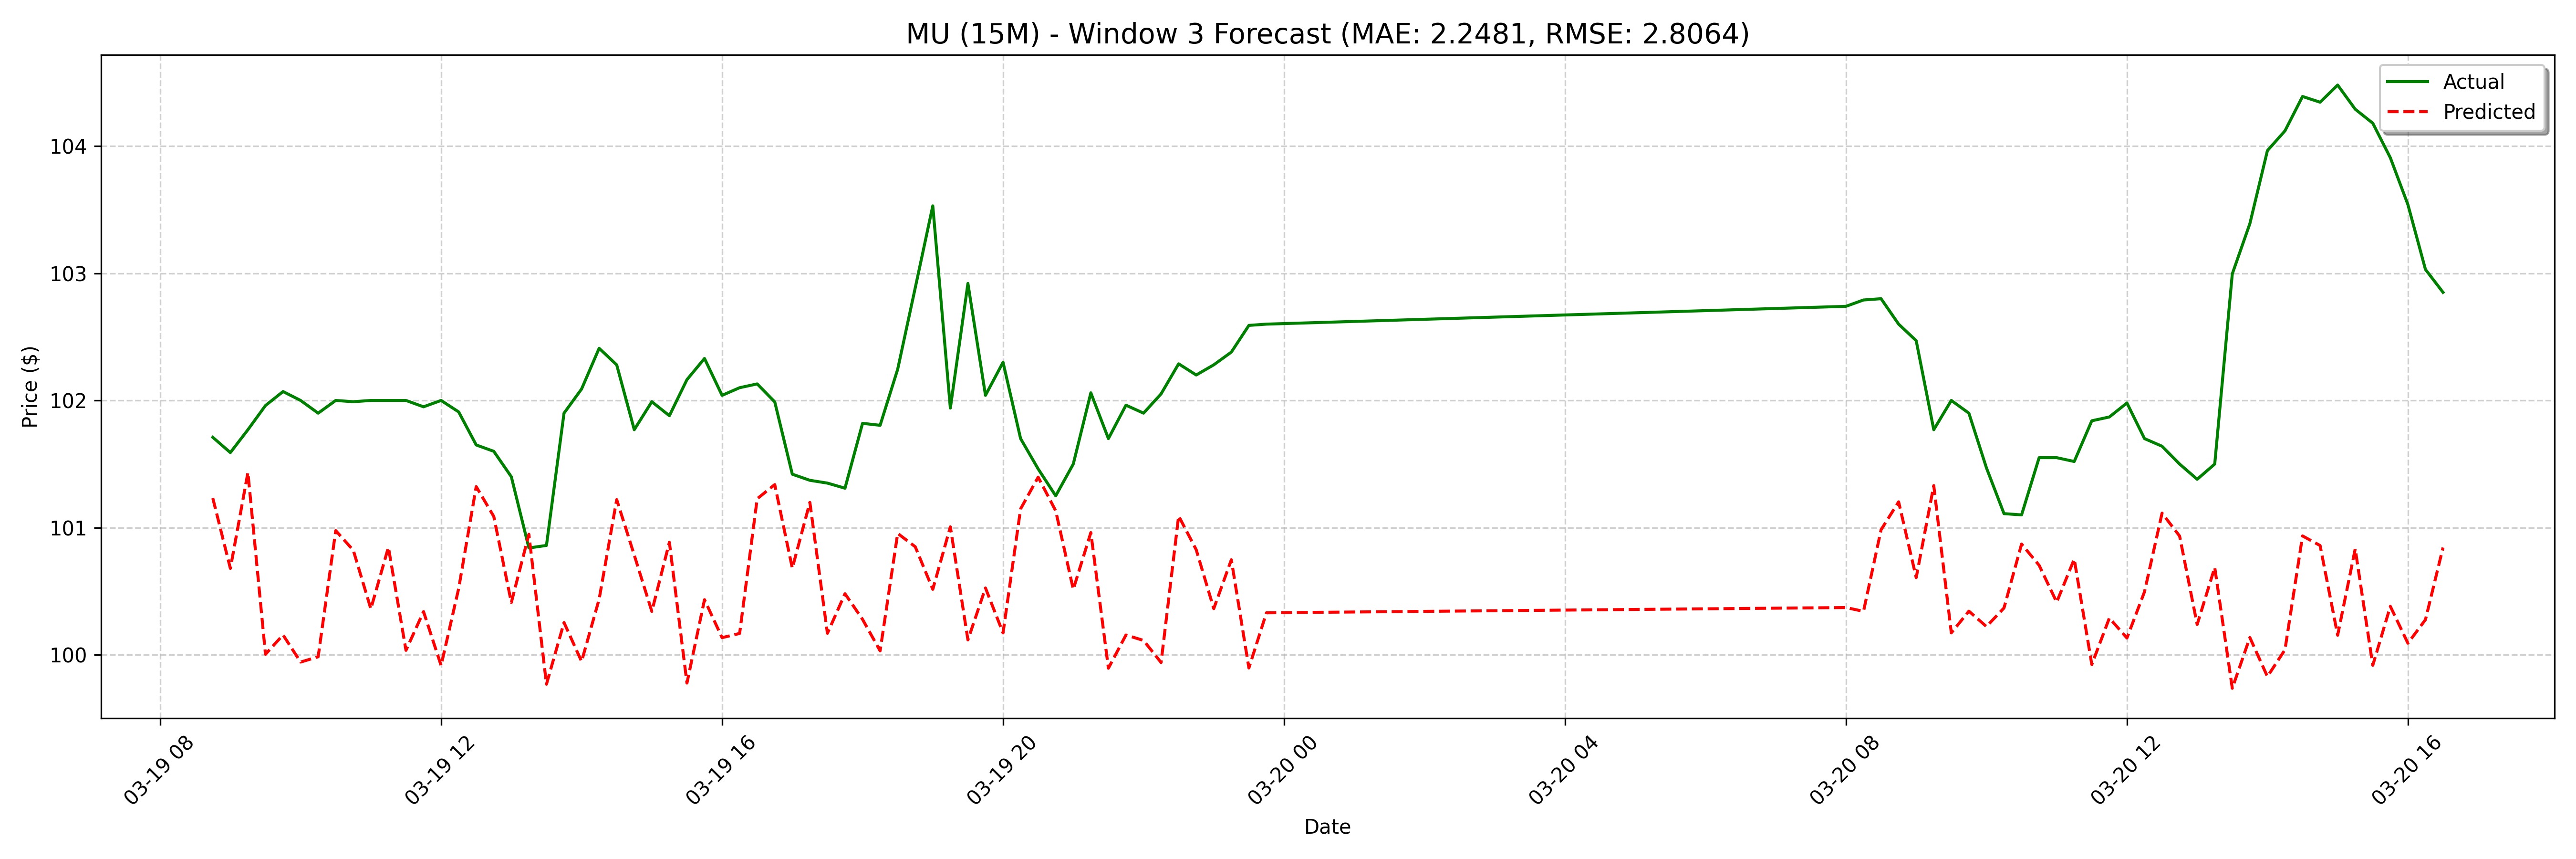 MU (15M) - Window 3 Forecast (MAE: 2.2481, RMSE: 2.8064)
Actual
Predicted
Price ($)
104
103
102
101
100
03-19 08
03-19 12
03-19 16
03-19 20
03-20 00
03-20 04
03-20 08
03-20 12
03-20 16
Date